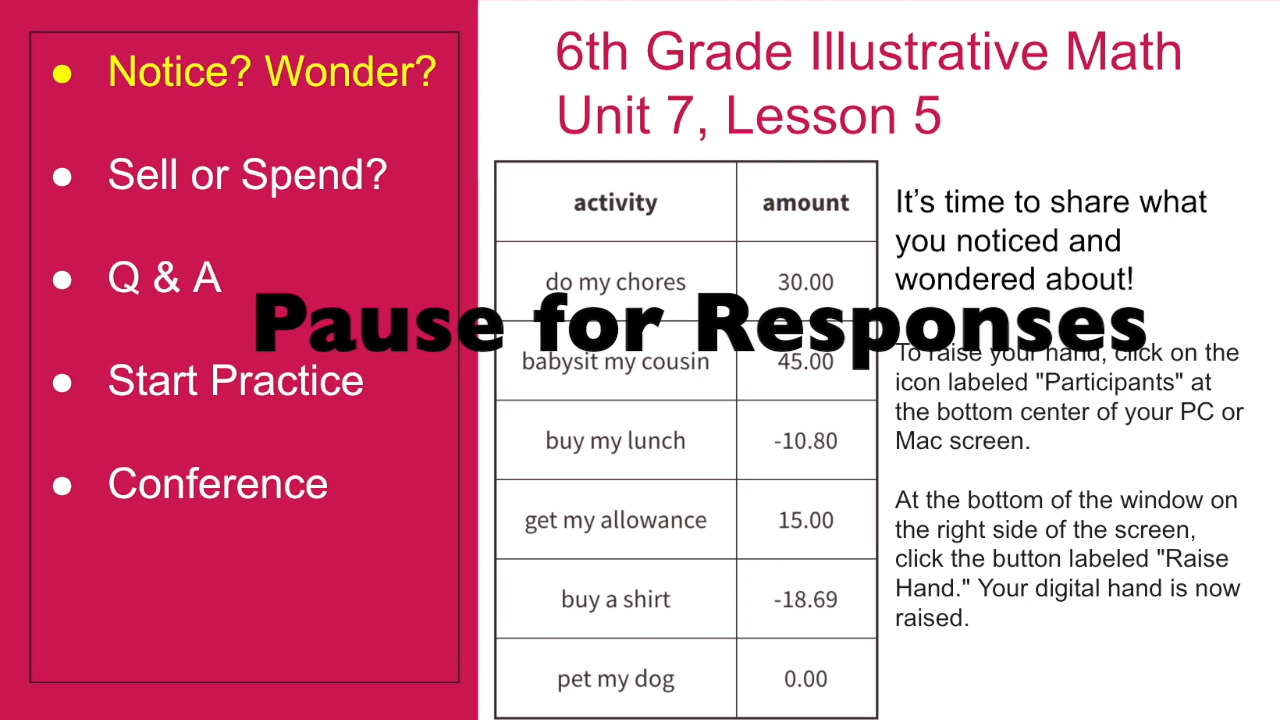 ● Notice? Wonder?
● Sell or Spend?
● Q & A
● Start Practice
● Conference
6th Grade Illustrative Math
Unit 7, Lesson 5
activity amount
do my chores 30.00
babysit my cousin 45.00
buy my lunch -10.80
get my allowance 15.00
buy a shirt -18.69
pet my dog 0.00
It’s time to share what
you noticed and
wondered about!
To raise your hand, click on the
icon labeled "Participants" at
the bottom center of your PC or
Mac screen.
At the bottom of the window on
the right side of the screen,
click the button labeled "Raise
Hand." Your digital hand is now
raised.
Pause for Responses